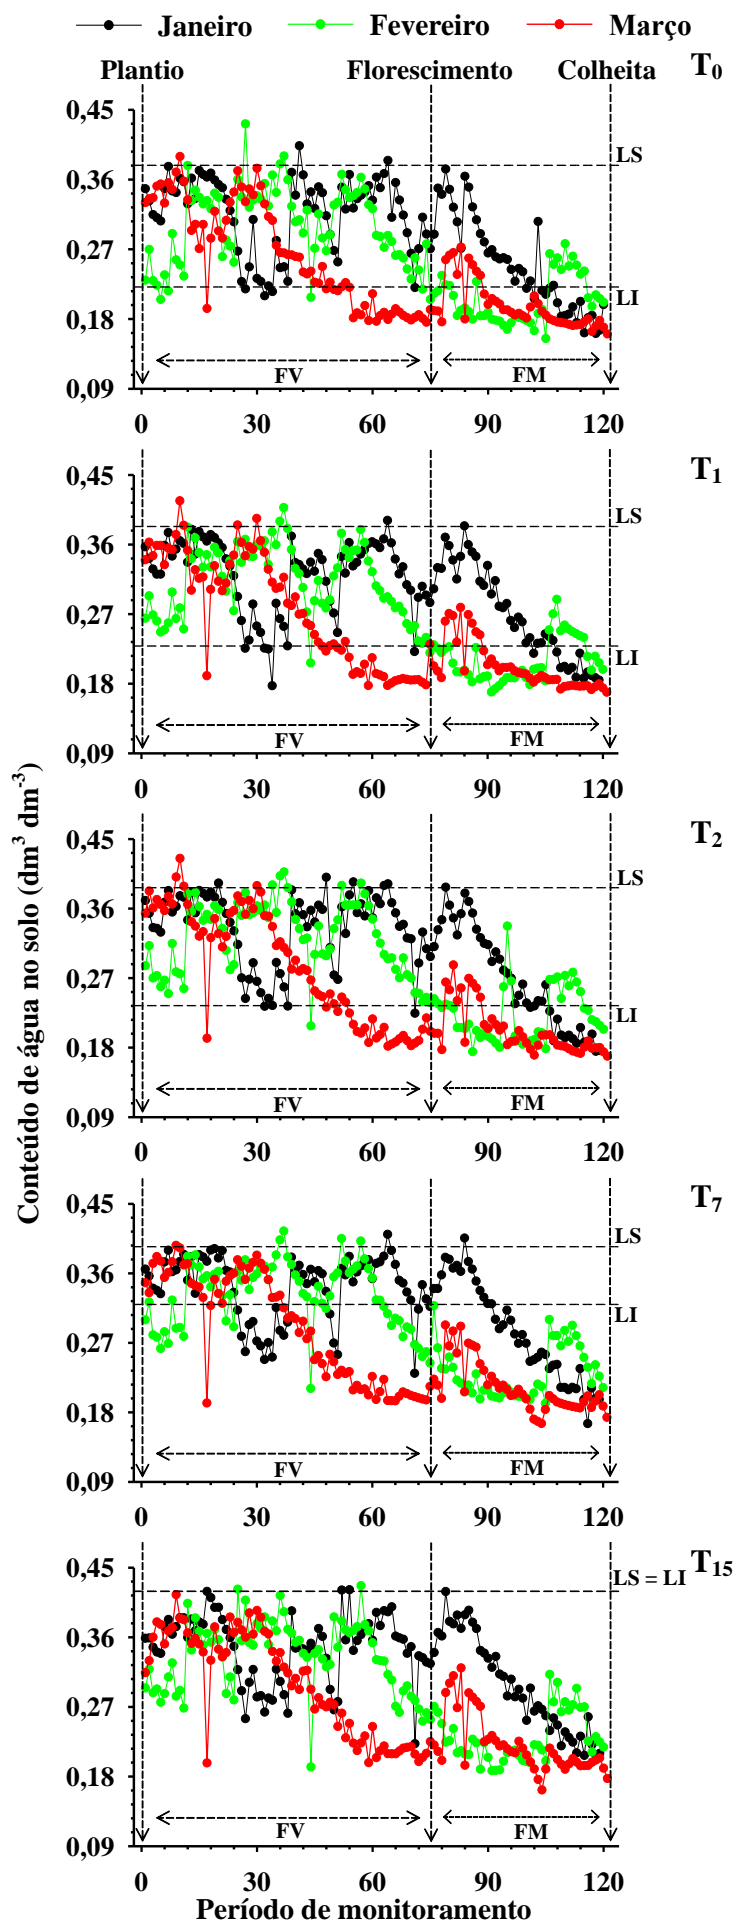 Janeiro Fevereiro Março
Plantio Florescimento Colheita T0
0,45
LS
0,36
0,27
LI
0,18
FV FM
0,09
0 30 60 90 120
T1
0,45
LS
0,36
0,27
LI
0,18
FV FM
0,09
0 30 60 90 120
T2
0,45
LS
0,36
0,27
LI
0,18
FV FM
0,09
0 30 60 90 120
T7
0,45
LS
0,36
LI
0,27
0,18
FV FM
0,09
0 30 60 90 120
T15
0,45
LS = LI
0,36
0,27
0,18
FV FM
0,09
0 30 60 90 120
Conteúdo de água no solo (dm³ dm⁻³)
Período de monitoramento